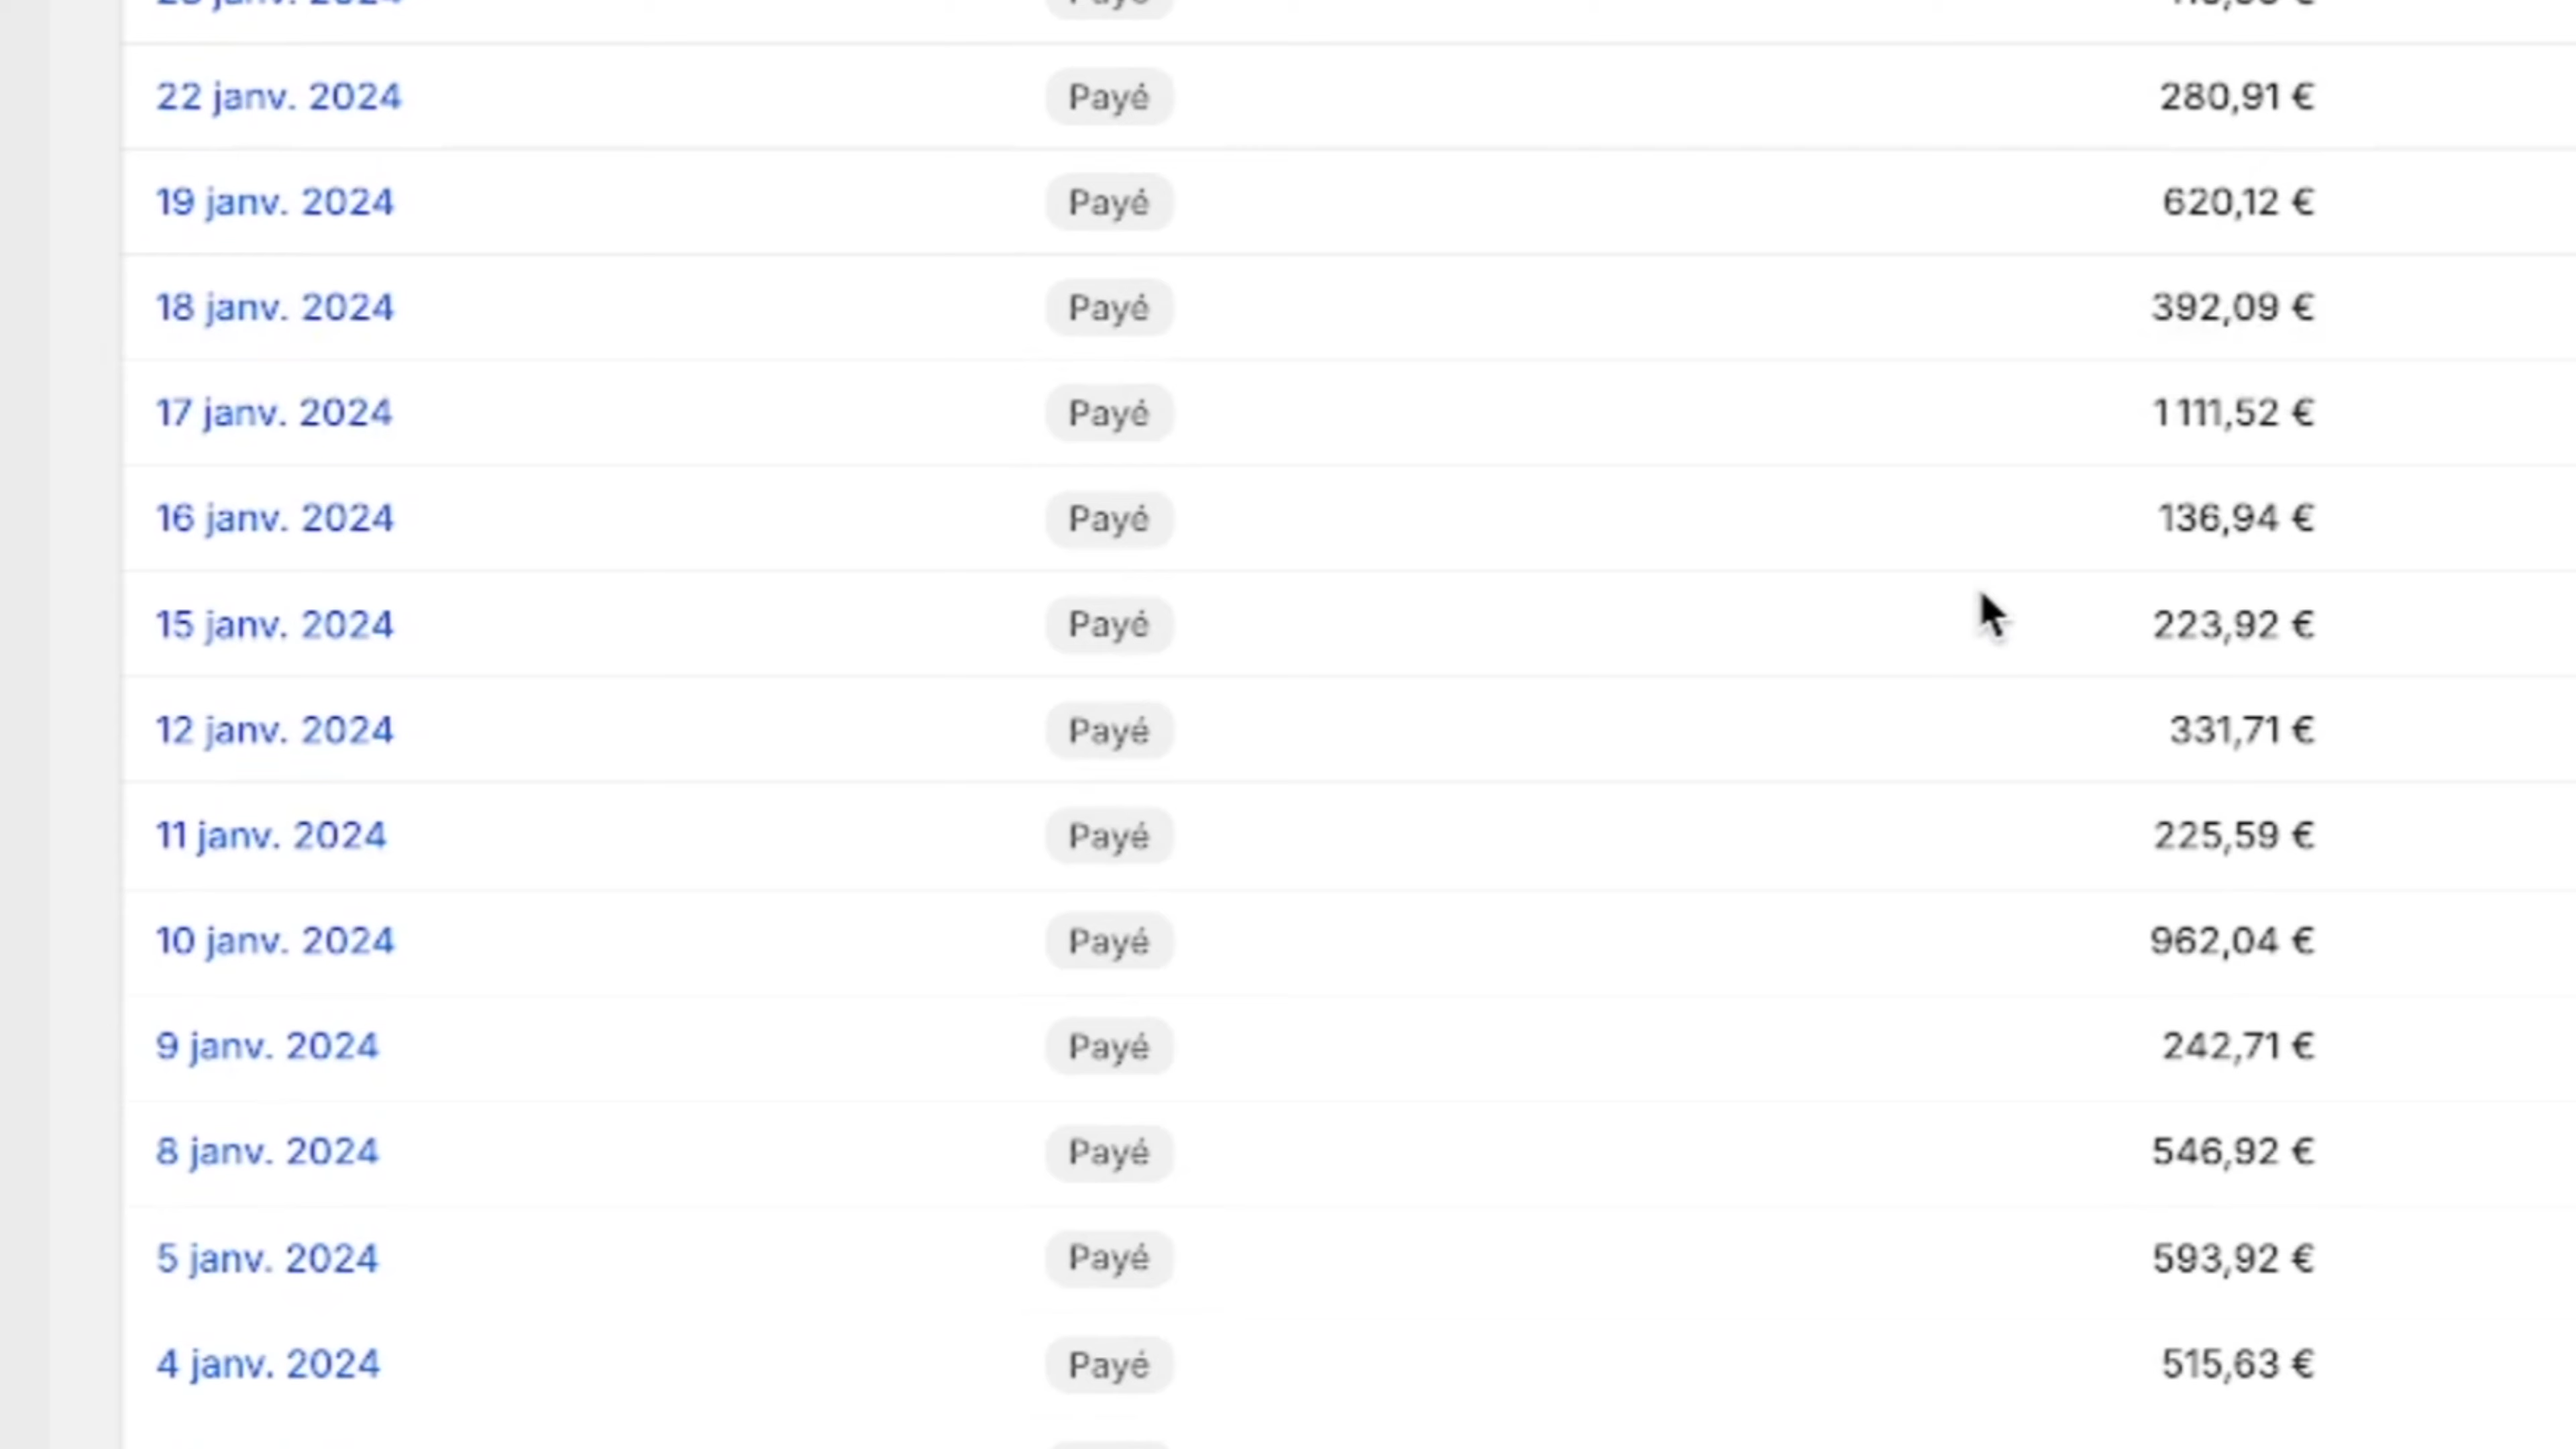 22 janv. 2024 Payé 280,91 €
19 janv. 2024 Payé 620,12 €
18 janv. 2024 Payé 392,09 €
17 janv. 2024 Payé 1 111,52 €
16 janv. 2024 Payé 136,94 €
15 janv. 2024 Payé 223,92 €
12 janv. 2024 Payé 331,71 €
11 janv. 2024 Payé 225,59 €
10 janv. 2024 Payé 962,04 €
9 janv. 2024 Payé 242,71 €
8 janv. 2024 Payé 546,92 €
5 janv. 2024 Payé 593,92 €
4 janv. 2024 Payé 515,63 €